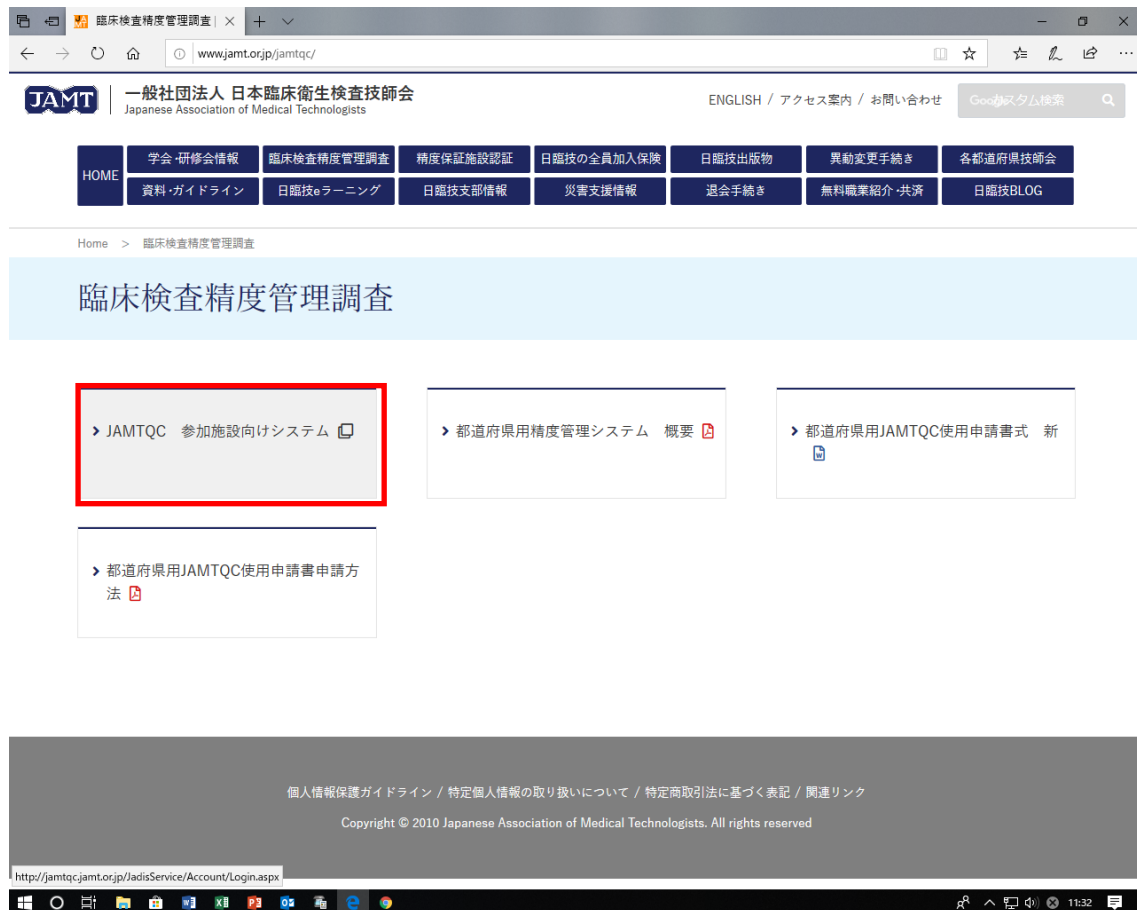 臨床検査精度管理調査
www.jamt.or.jp/jamtqc/
JAMT
一般社団法人 日本臨床衛生検査技師会
Japanese Association of Medical Technologists
ENGLISH / アクセス案内 / お問い合わせ
HOME
学会・研修会情報 臨床検査精度管理調査 精度保証施設認証 日臨技の全員加入保険 日臨技出版物 異動変更手続き 各都道府県技師会
資料・ガイドライン 日臨技eラーニング 日臨技支部情報 災害支援情報 退会手続き 無料職業紹介・共済 日臨技BLOG
Home > 臨床検査精度管理調査
臨床検査精度管理調査
JAMTQC 参加施設向けシステム
都道府県用精度管理システム 概要
都道府県用JAMTQC使用申請書式 新
都道府県用JAMTQC使用申請書申請方
法
個人情報保護ガイドライン / 特定個人情報の取り扱いについて / 特定商取引法に基づく表記 / 関連リンク
Copyright © 2010 Japanese Association of Medical Technologists. All rights reserved
http://jamtqc.jamt.or.jp/JadisService/Account/Login.aspx
11:32